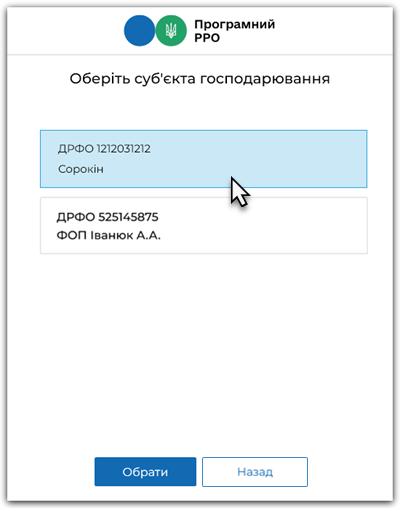 Програмний
РРО
Оберіть суб'єкта господарювання
ДРФО 1212031212
Сорокін
ДРФО 525145875
ФОП Іванюк А.А.
Обрати
Назад